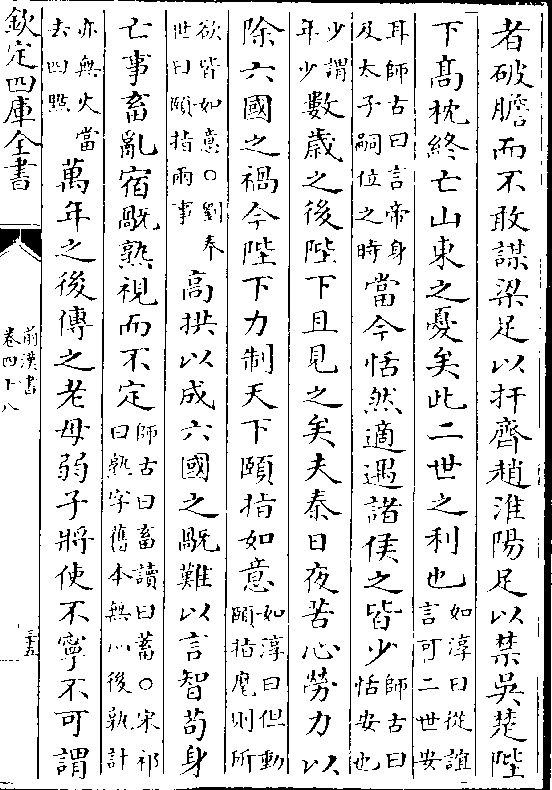 者破膽而不敢謀梁足以扞齊趙淮陽足以禁吳楚陛
下髙枕終亡山東之憂矣此二世之利也如淳曰從誼言可二世安
耳師古曰言帝身及太子嗣位之時當今恬然適遇諸侯之皆少師古曰恬安也
少謂年少數歲之後陛下且見之矣夫秦日夜苦心勞力以
除六國之禍今陛下力制天下頤指如意如淳曰但動頤指麾則所
欲皆如意○劉奉世曰頤指兩事髙拱以成六國之旤難以言智苟身
亡事畜亂宿旤熟視而不定師古曰畜讀曰蓄○宋祁曰熟字舊本無㸃後熟計
亦無火當去四㸃萬年之後傳之老母弱子將使不寧不可謂
欽定四庫全書
前漢書
卷四十八
三五